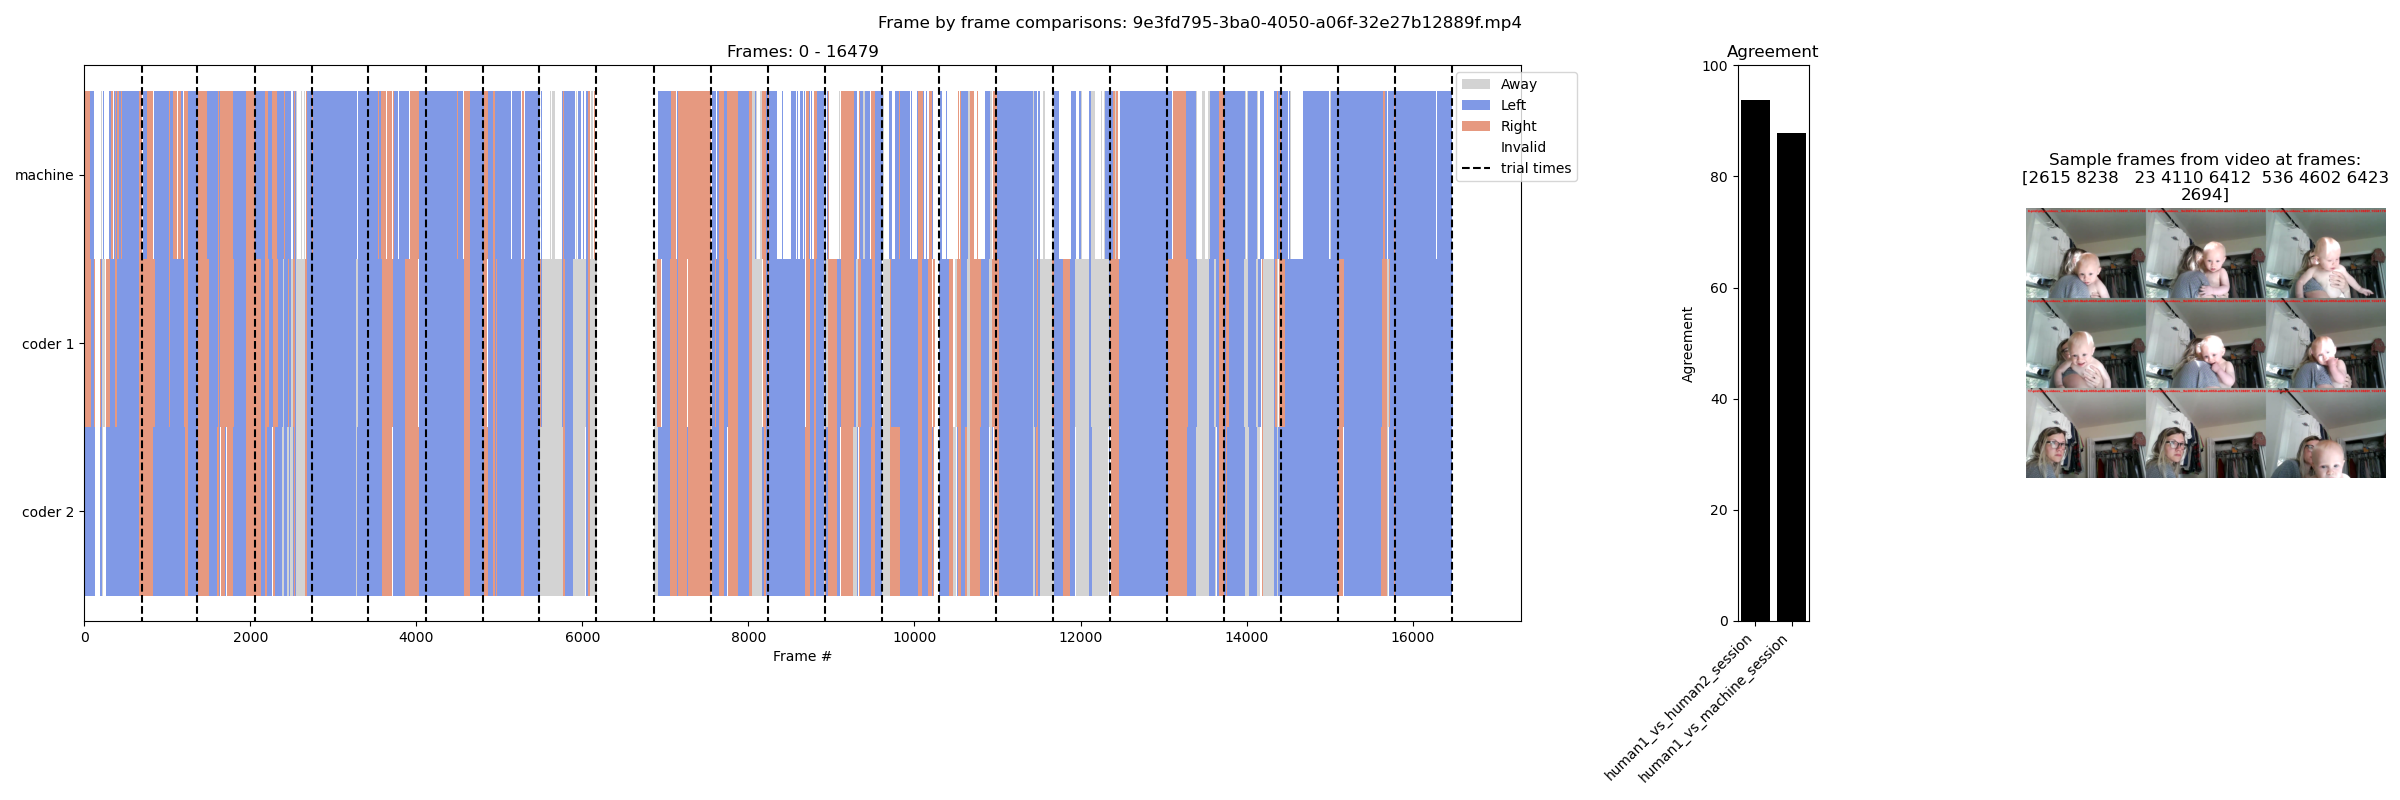 Frame by frame comparisons: 9e3fd795-3ba0-4050-a06f-32e27b12889f.mp4
Frames: 0 - 16479
machine
coder 1
coder 2
0
2000
4000
6000
8000
10000
12000
14000
16000
Frame #
Away
Left
Right
Invalid
trial times
Agreement
100
80
60
40
20
0
Agreement
human1_vs_human2_session
human1_vs_machine_session
Sample frames from video at frames:
[2615 8238 23 4110 6412 536 4602 6423
2694]